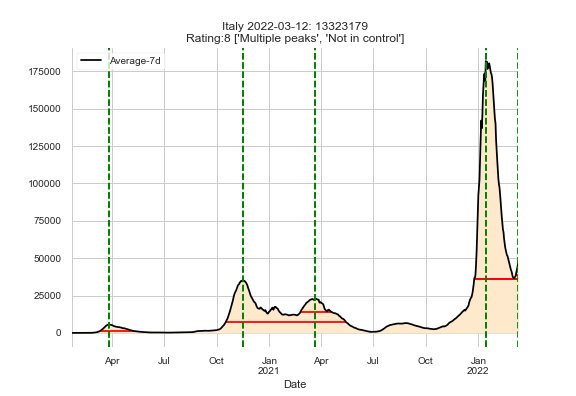 Italy 2022-03-12: 13323179
Rating:8 ['Multiple peaks', 'Not in control']
Average-7d
175000
150000
125000
100000
75000
50000
25000
0
Apr Jul Oct Jan Apr Jul Oct Jan
2021 2022
Date